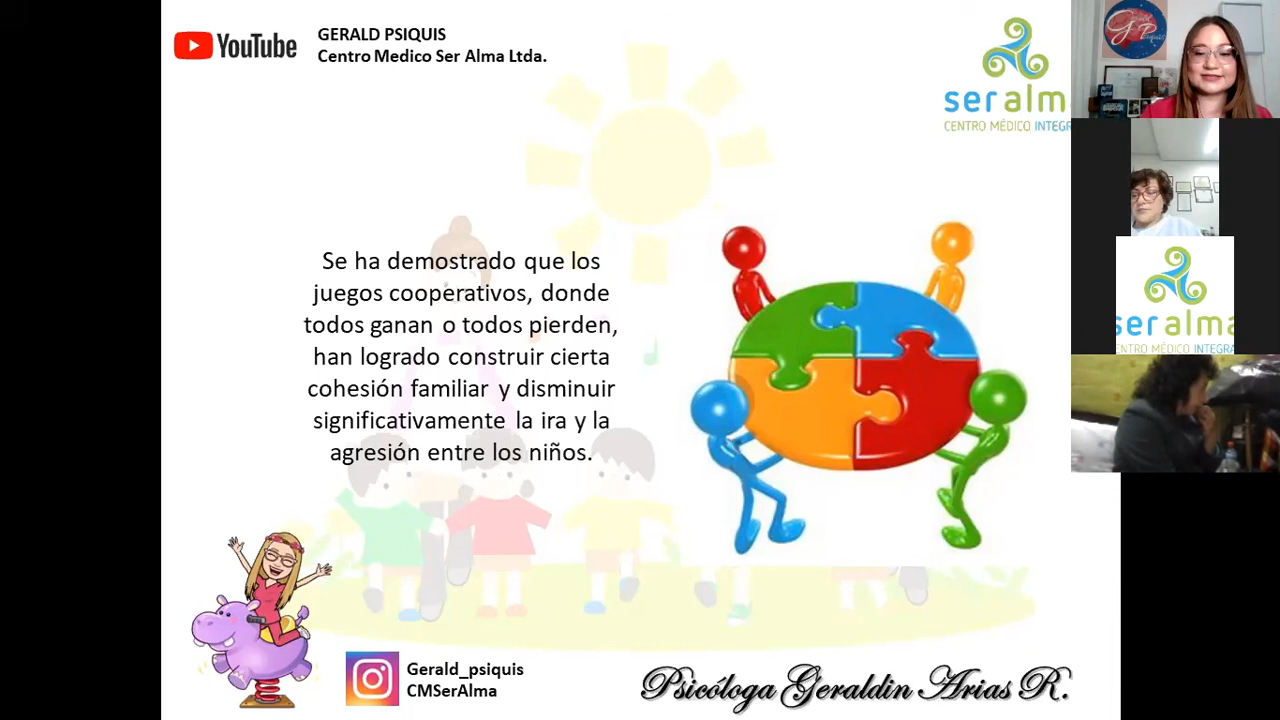 YouTube
GERALD PSIQUIS
Centro Medico Ser Alma Ltda.
ser alma
CENTRO MÉDICO INTEGR
Se ha demostrado que los
juegos cooperativos, donde
todos ganan o todos pierden,
han logrado construir cierta
cohesión familiar y disminuir
significativamente la ira y la
agresión entre los niños.
Gerald_psiquis
CMSerAlma
Psicóloga Geraldin Arias R.
ser alma
CENTRO MÉDICO INTEGR